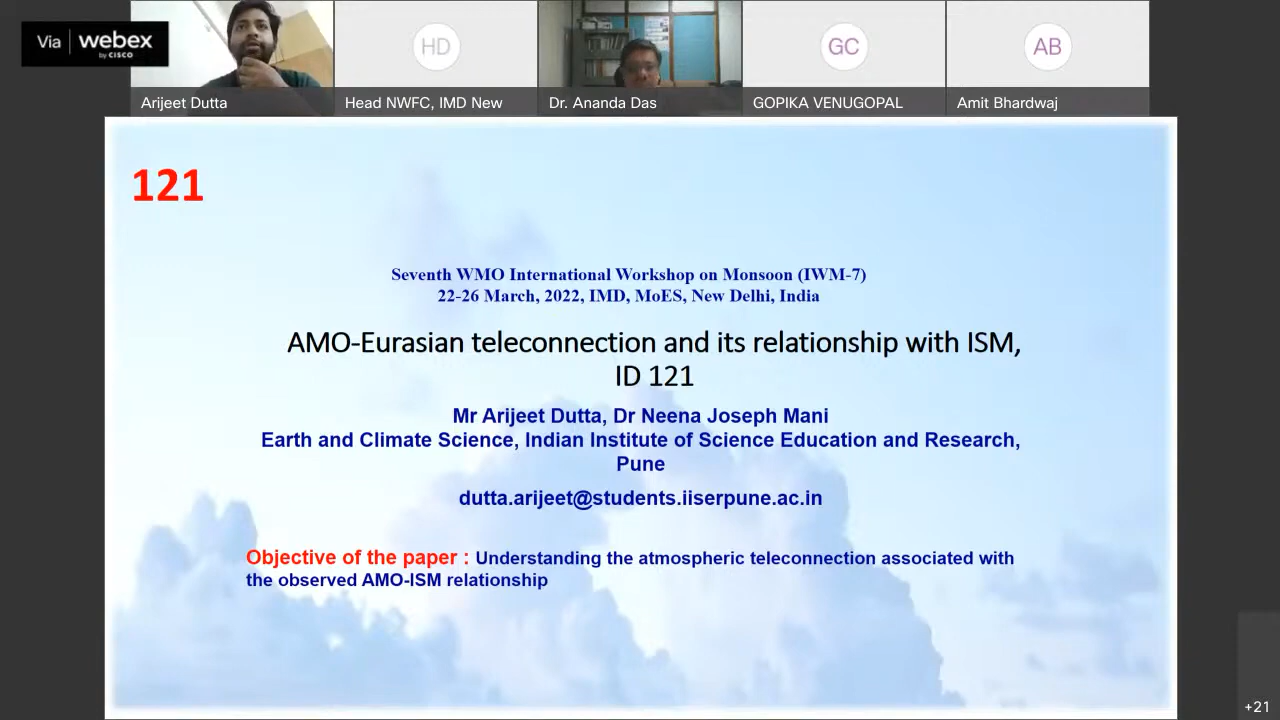 Via webex
by CISCO
HD
GC
AB
Arijeet Dutta
Head NWFC, IMD New
Dr. Ananda Das
GOPIKA VENUGOPAL
Amit Bhardwaj
121
Seventh WMO International Workshop on Monsoon (IWM-7)
22-26 March, 2022, IMD, MoES, New Delhi, India
AMO-Eurasian teleconnection and its relationship with ISM,
ID 121
Mr Arijeet Dutta, Dr Neena Joseph Mani
Earth and Climate Science, Indian Institute of Science Education and Research,
Pune
dutta.arijeet@students.iiserpune.ac.in
Objective of the paper : Understanding the atmospheric teleconnection associated with
the observed AMO-ISM relationship
+21